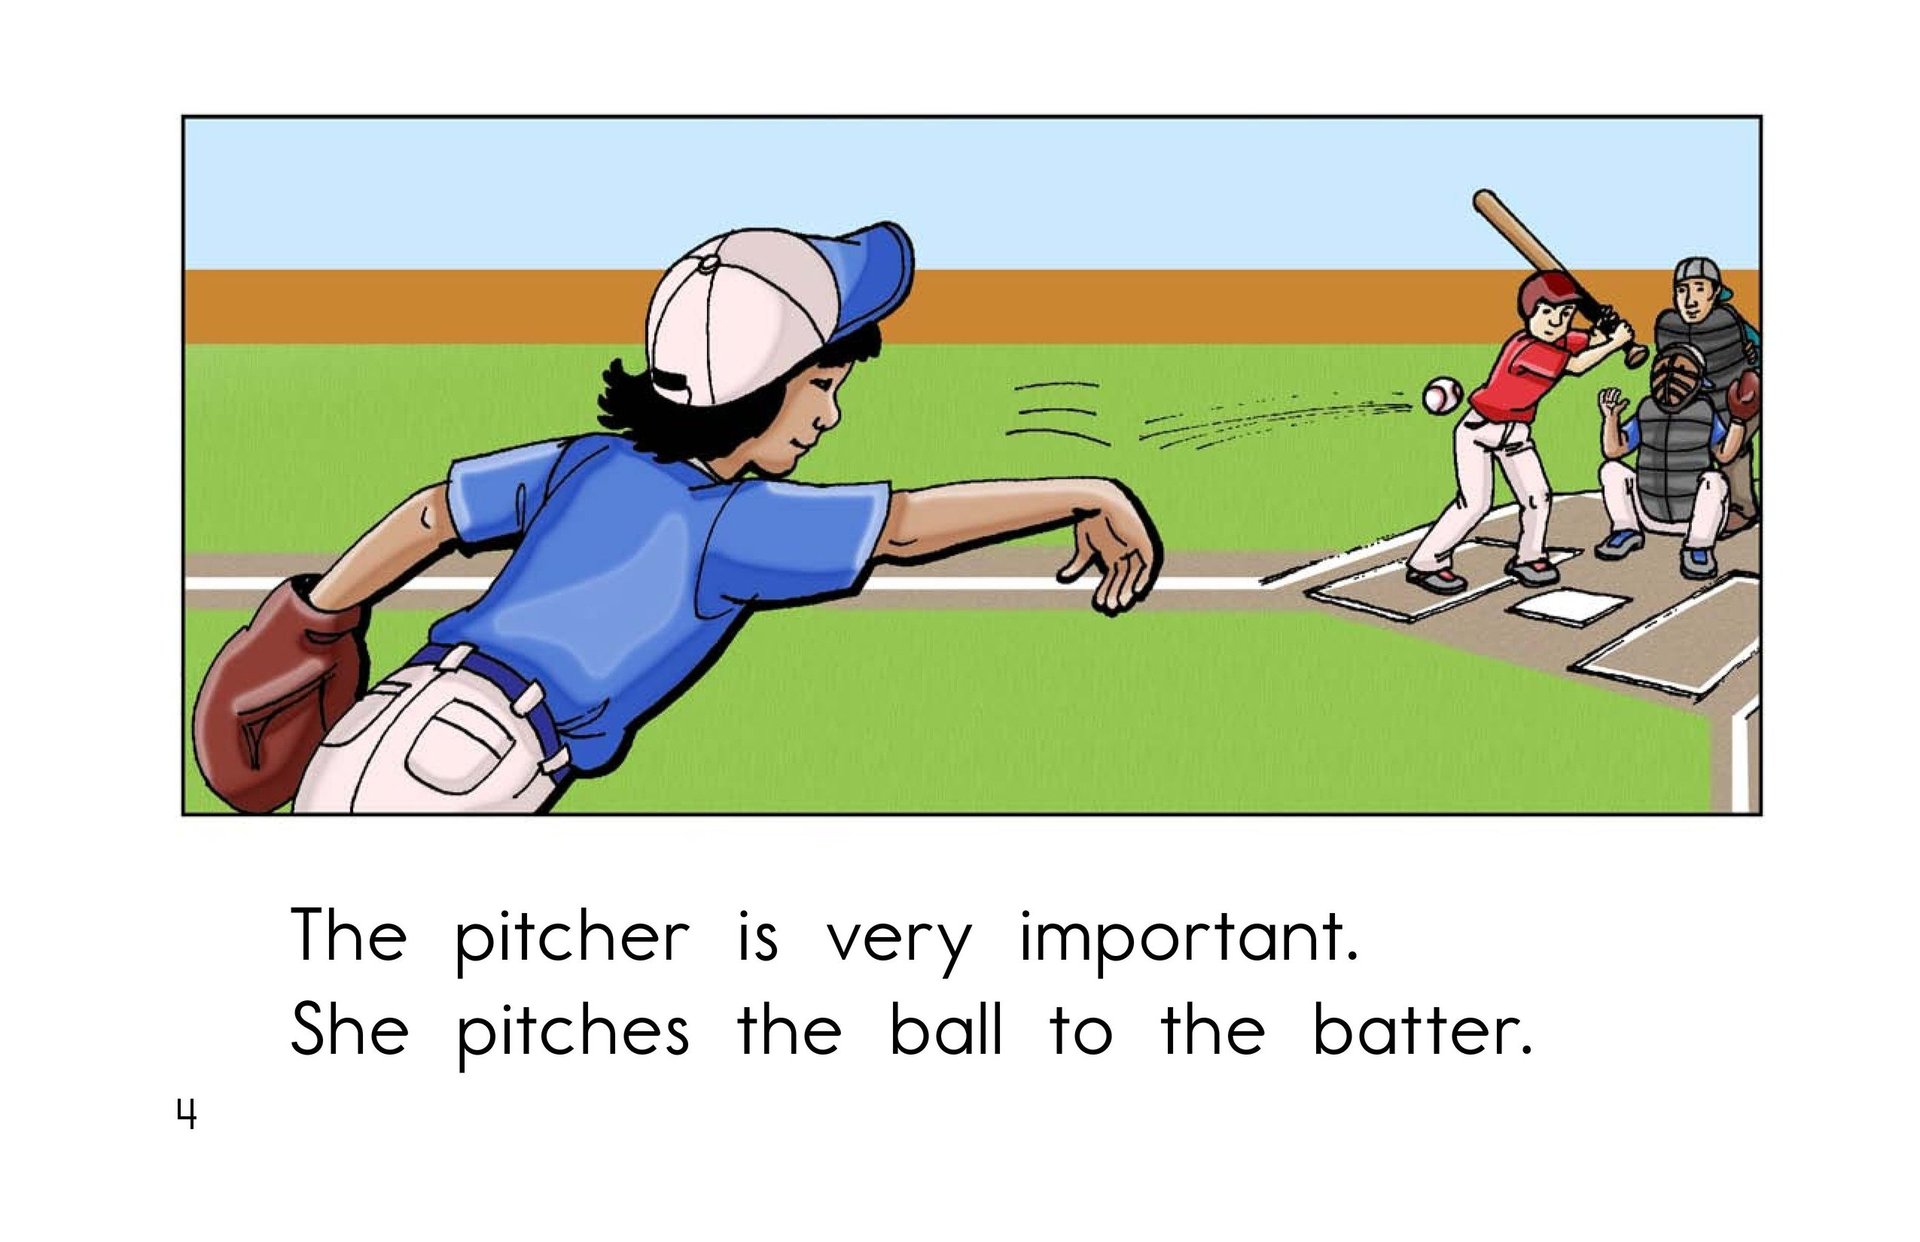 The pitcher is very important.
She pitches the ball to the batter.
4